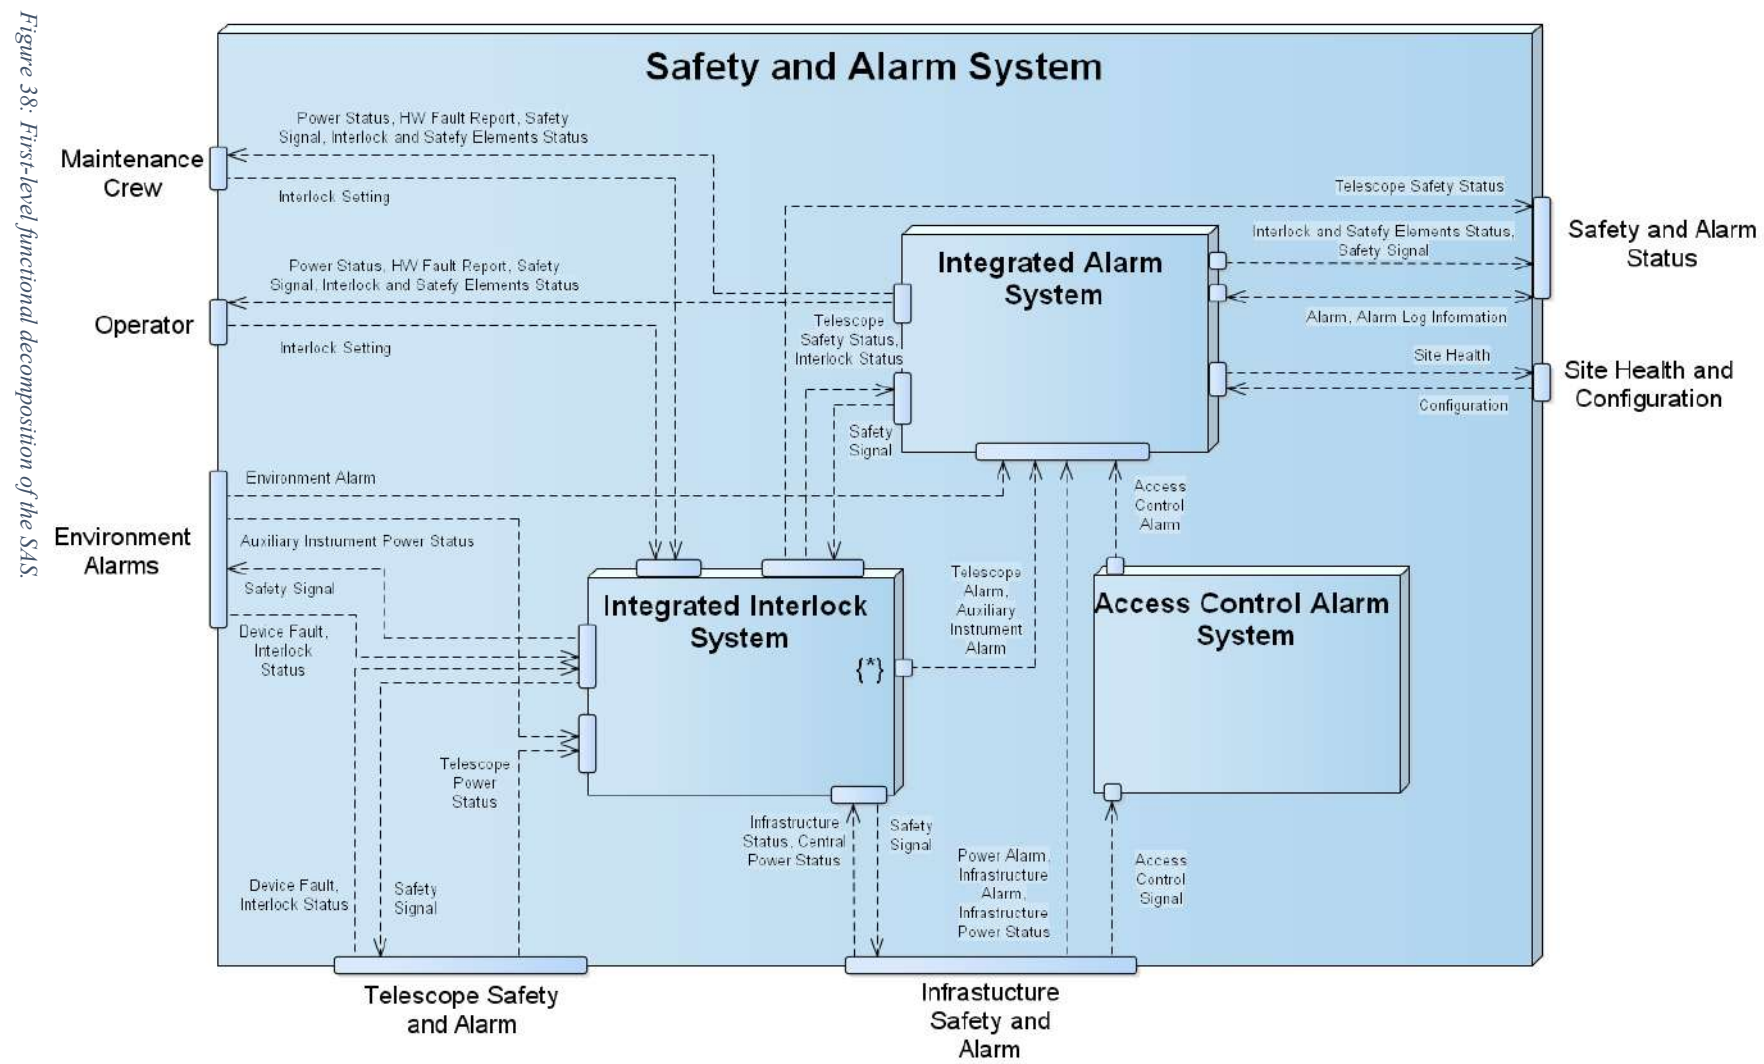 Figure 38: First-level functional decomposition of the SAS.
Safety and Alarm System
Power Status, HW Fault Report, Safety
Signal, Interlock and Satefy Elements Status
Maintenance
Crew
Interlock Setting
Telescope Safety Status
Interlock and Satefy Elements Status,
Safety Signal
Safety and Alarm
Status
Alarm, Alarm Log Information
Integrated Alarm
System
Power Status, HW Fault Report, Safety
Signal, Interlock and Satefy Elements Status
Operator
Interlock Setting
Telescope
Safety Status,
Interlock Status
Site Health
Site Health and
Configuration
Configuration
Safety
Signal
Environment Alarm
Access
Control
Alarm
Environment
Alarms
Auxiliary Instrument Power Status
Safety Signal
Device Fault,
Interlock
Status
Integrated Interlock
System
{*}
Telescope
Alarm,
Auxiliary
Instrument
Alarm
Access Control Alarm
System
Telescope
Power
Status
Infrastructure
Status, Central
Power Status
Safety
Signal
Device Fault,
Interlock Status
Safety
Signal
Power Alarm,
Infrastructure
Alarm,
Infrastructure
Power Status
Access
Control
Signal
Telescope Safety
and Alarm
Infrastucture
Safety and
Alarm